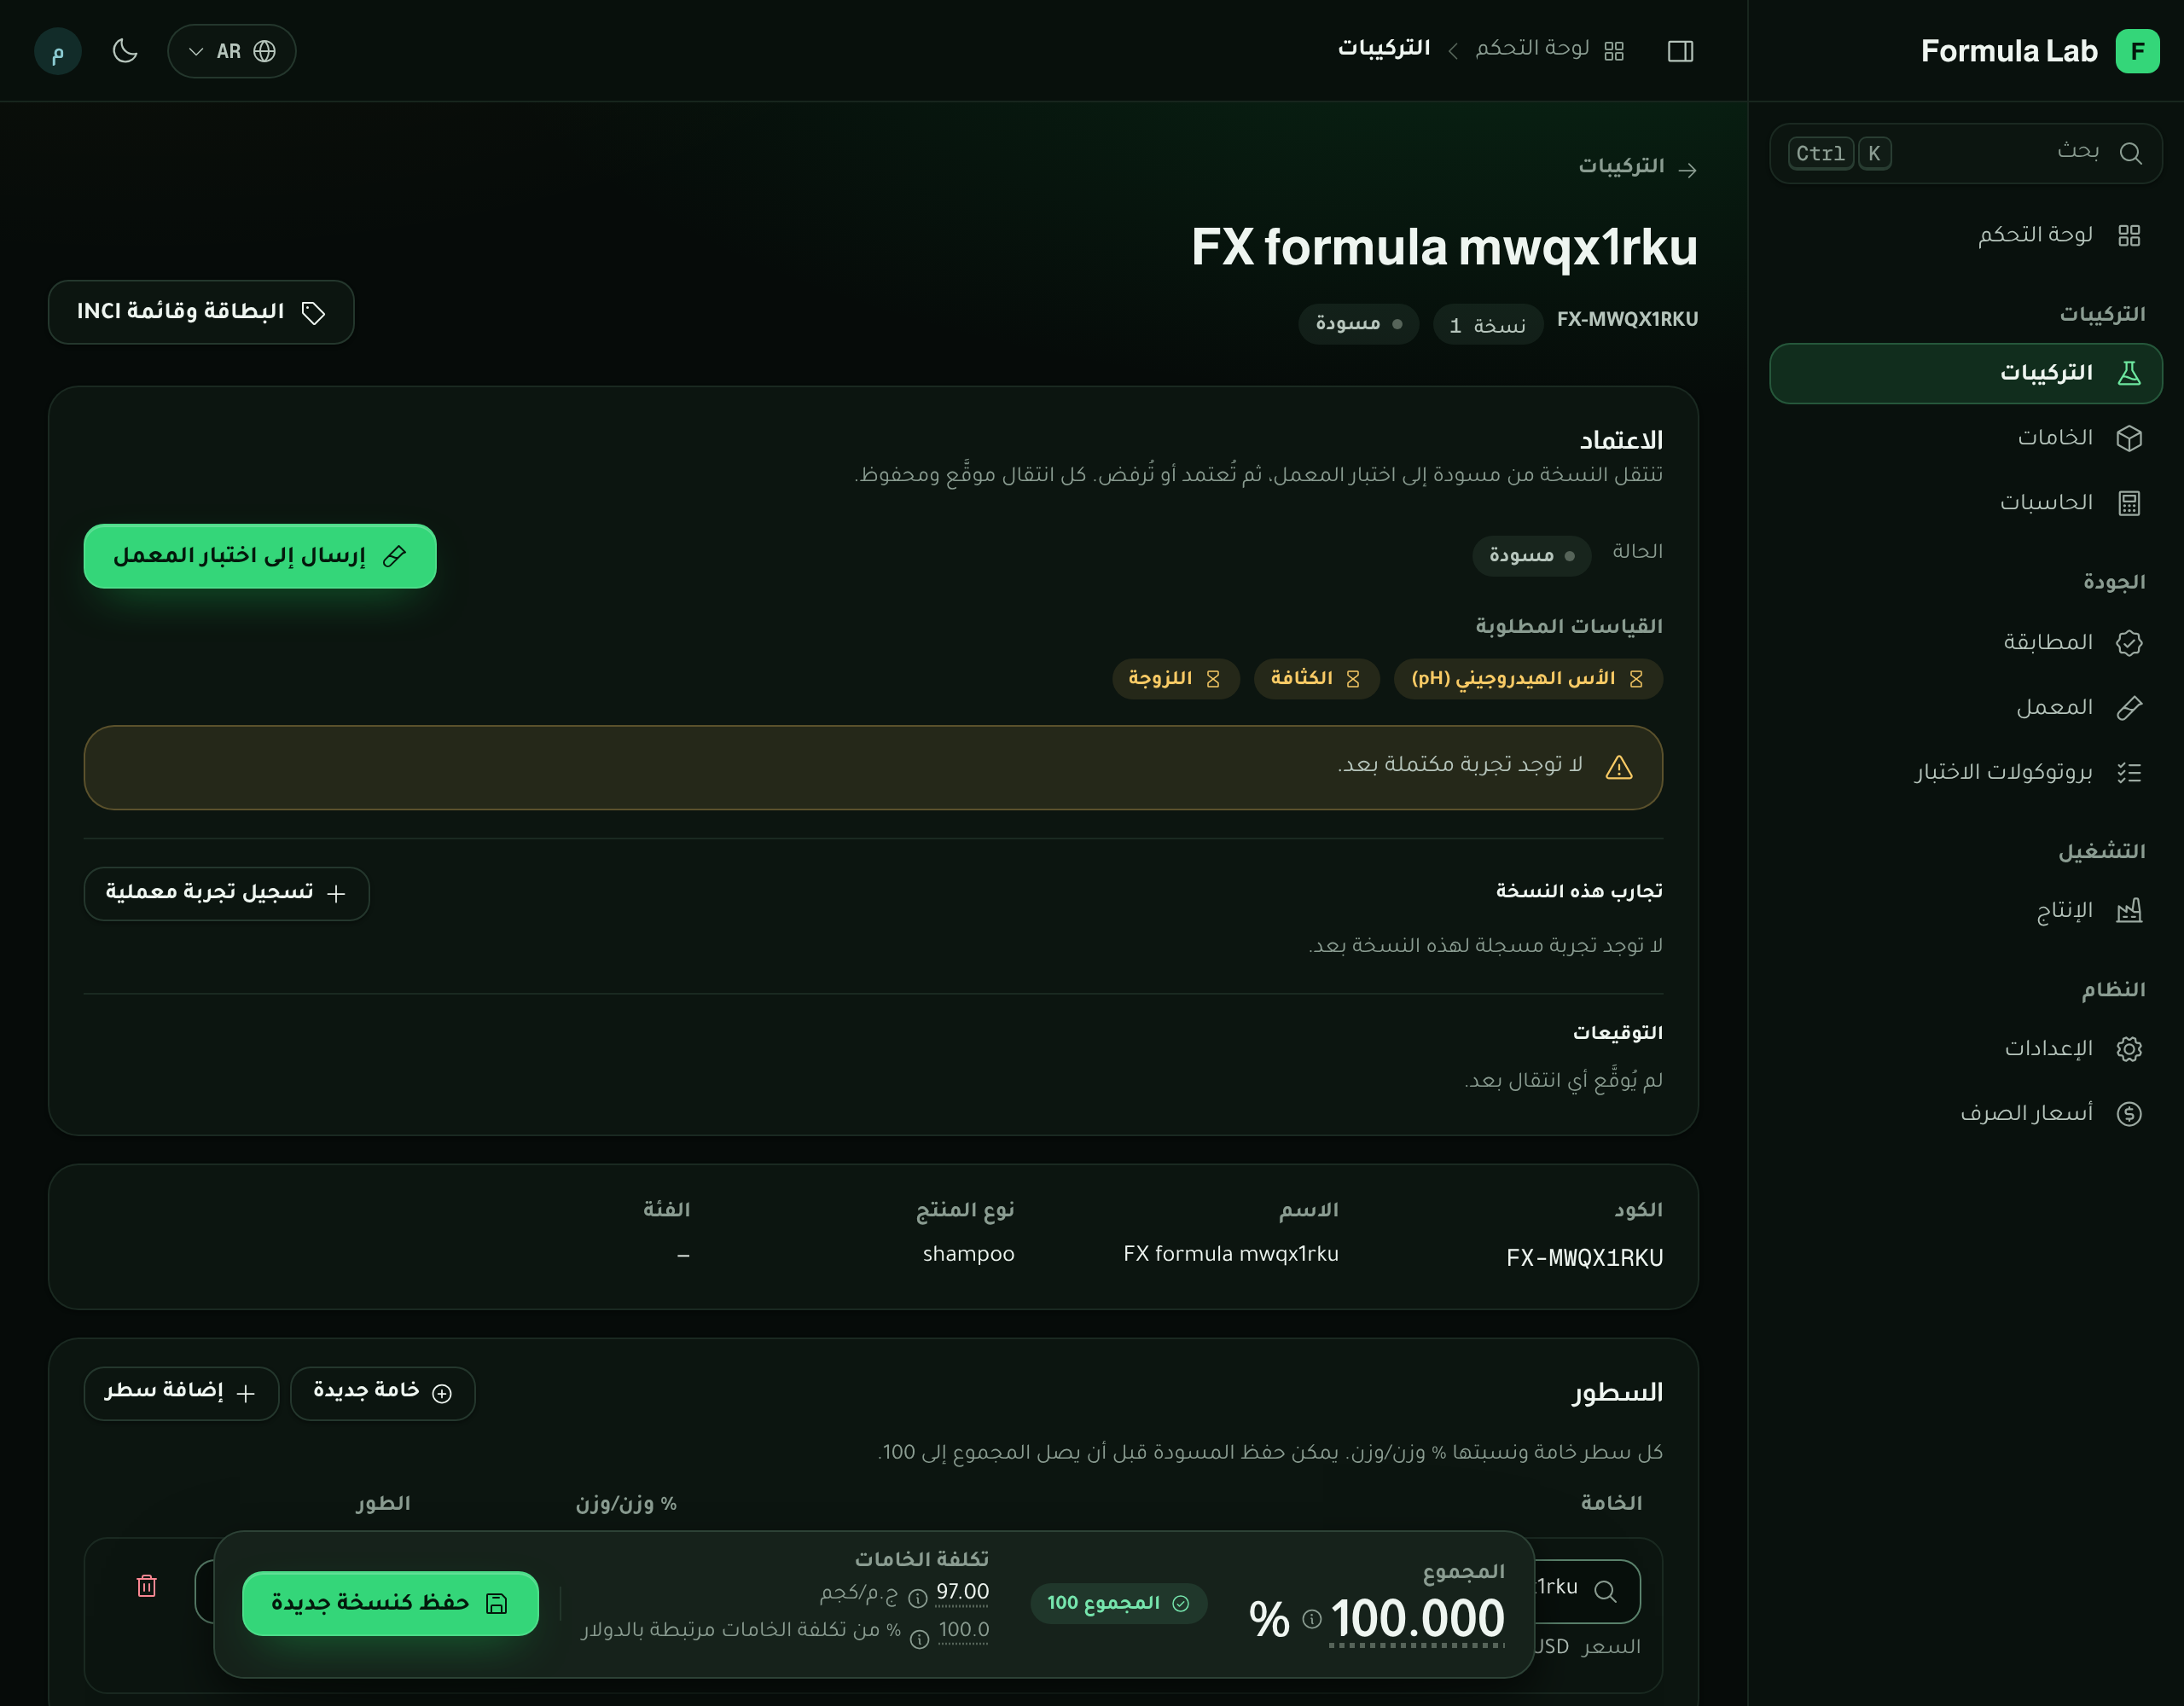 Formula Lab
F
بحث
Ctrl K
لوحة التحكم
التركيبات
التركيبات
الخامات
الحاسبات
الجودة
المطابقة
المعمل
بروتوكولات الاختبار
التشغيل
الإنتاج
النظام
الإعدادات
أسعار الصرف
لوحة التحكم
التركيبات
AR
م
التركيبات
FX formula mwqx1rku
FX-MWQX1RKU
نسخة 1
مسودة
البطاقة وقائمة INCI
الاعتماد
تنتقل النسخة من مسودة إلى اختبار المعمل، ثم تُعتمد أو تُرفض. كل انتقال موقَّع ومحفوظ.
الحالة
مسودة
إرسال إلى اختبار المعمل
القياسات المطلوبة
الأس الهيدروجيني (pH)
الكثافة
اللزوجة
لا توجد تجربة مكتملة بعد.
تجارب هذه النسخة
تسجيل تجربة معملية
لا توجد تجربة مسجلة لهذه النسخة بعد.
التوقيعات
لم يُوقَّع أي انتقال بعد.
الكود
الاسم
نوع المنتج
الفئة
FX-MWQX1RKU
FX formula mwqx1rku
shampoo
–
السطور
خامة جديدة
إضافة سطر
كل سطر خامة ونسبتها % وزن/وزن. يمكن حفظ المسودة قبل أن يصل المجموع إلى 100.
الخامة
% وزن/وزن
الطور
1rku
السعر USD
المجموع
100.000 %
المجموع 100
تكلفة الخامات
97.00 ج.م/كجم
100.0 % من تكلفة الخامات مرتبطة بالدولار
حفظ كنسخة جديدة